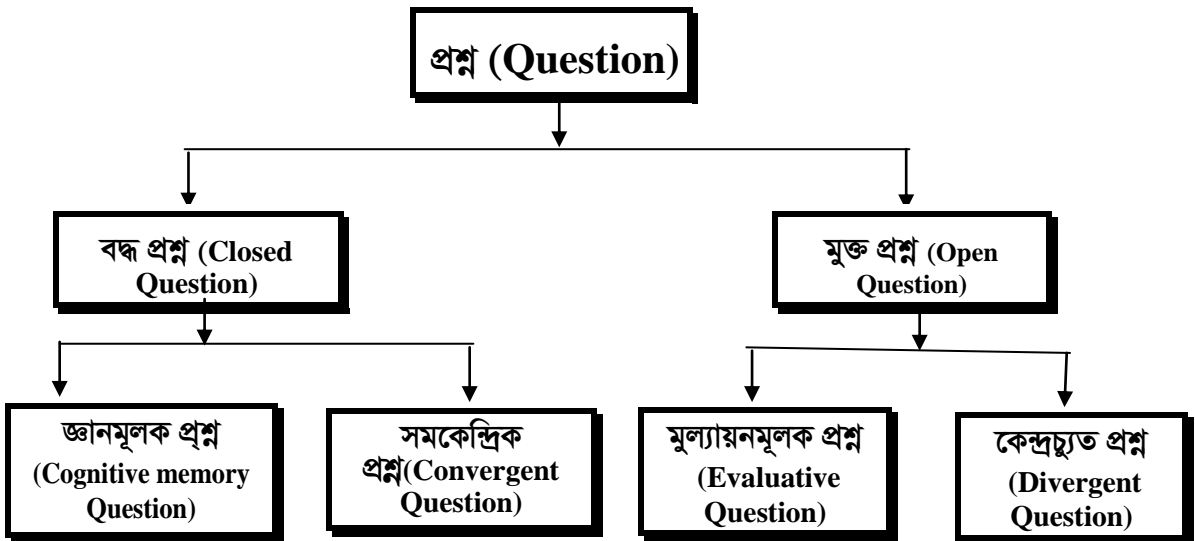 প্রশ্ন (Question)
বদ্ধ প্রশ্ন (Closed
Question)
মুক্ত প্রশ্ন (Open
Question)
জ্ঞানমূলক প্রশ্ন
(Cognitive memory
Question)
সমকেন্দ্রিক
প্রশ্ন(Convergent
Question)
মুল্যায়নমূলক প্রশ্ন
(Evaluative
Question)
কেন্দ্রচ্যুত প্রশ্ন
(Divergent
Question)